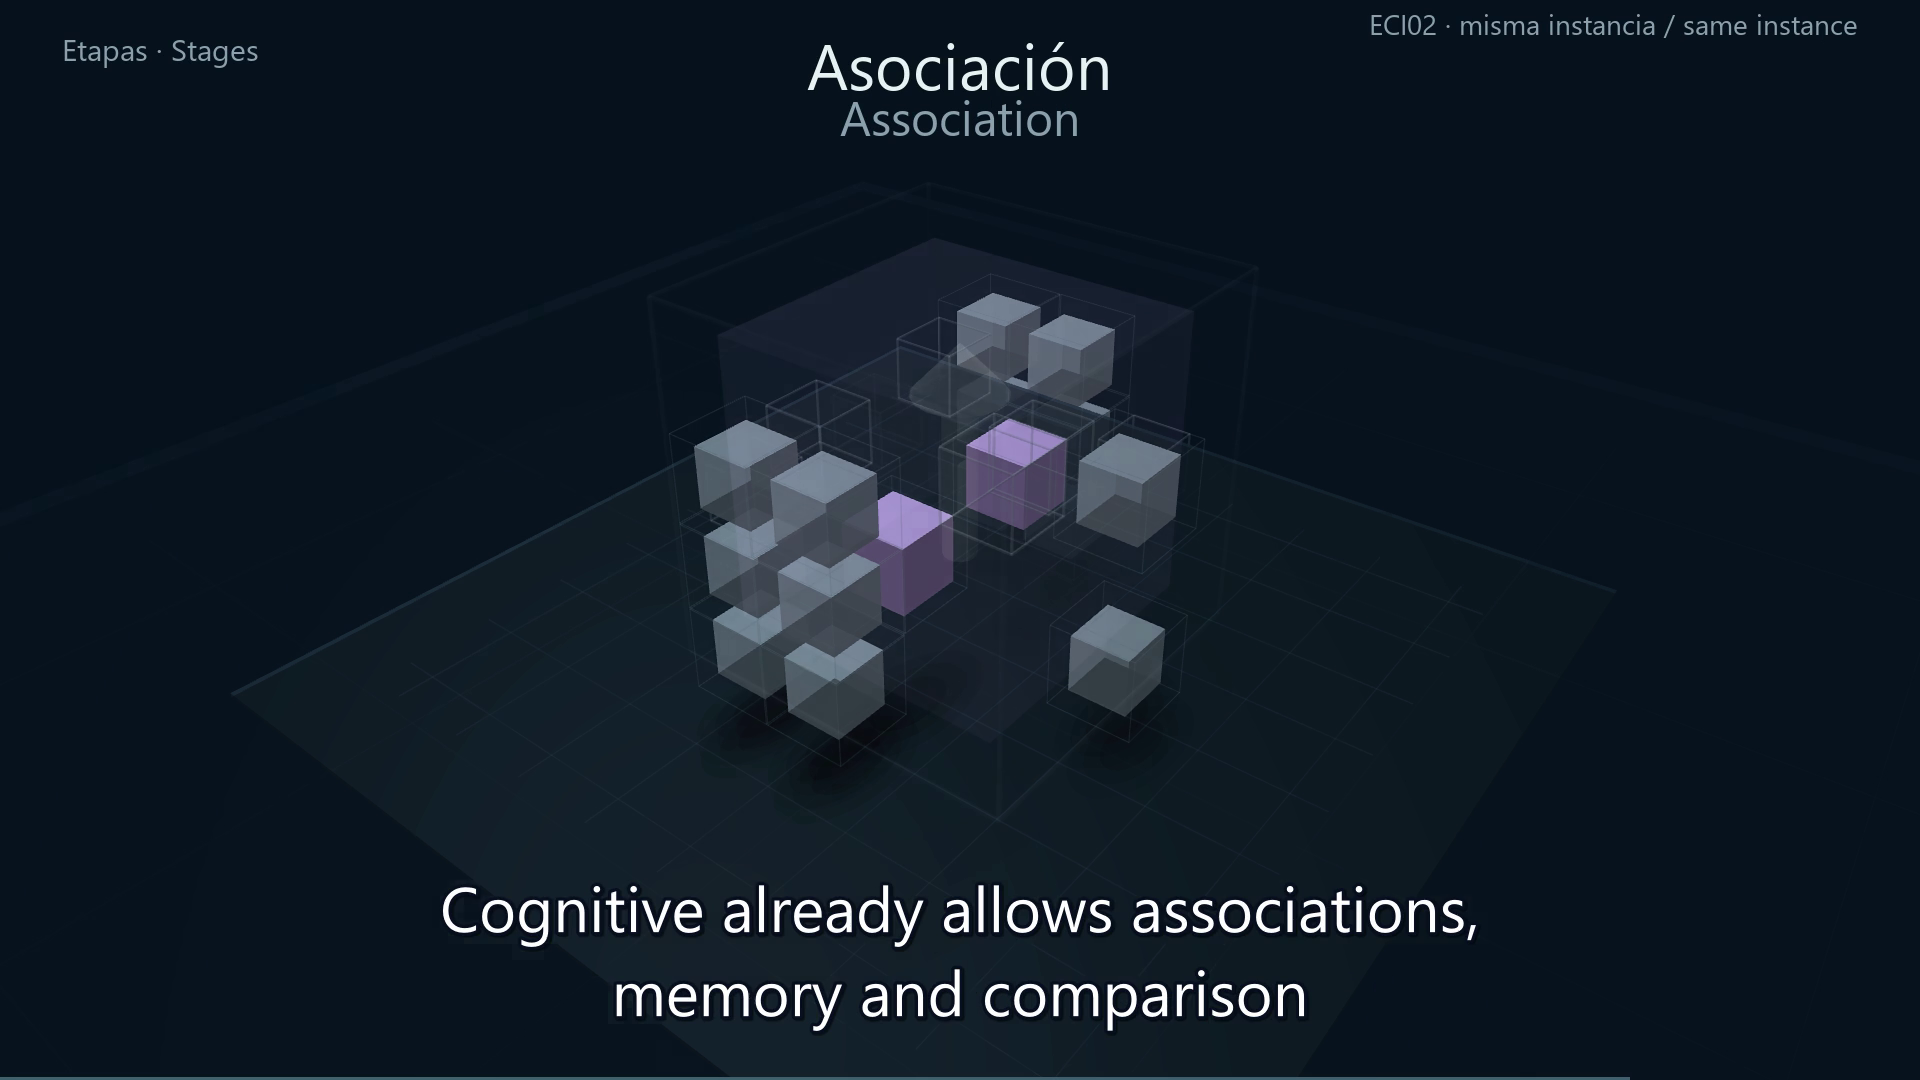 Etapas · Stages
ECI02 · misma instancia / same instance
Asociación
Association
Cognitive already allows associations,
memory and comparison